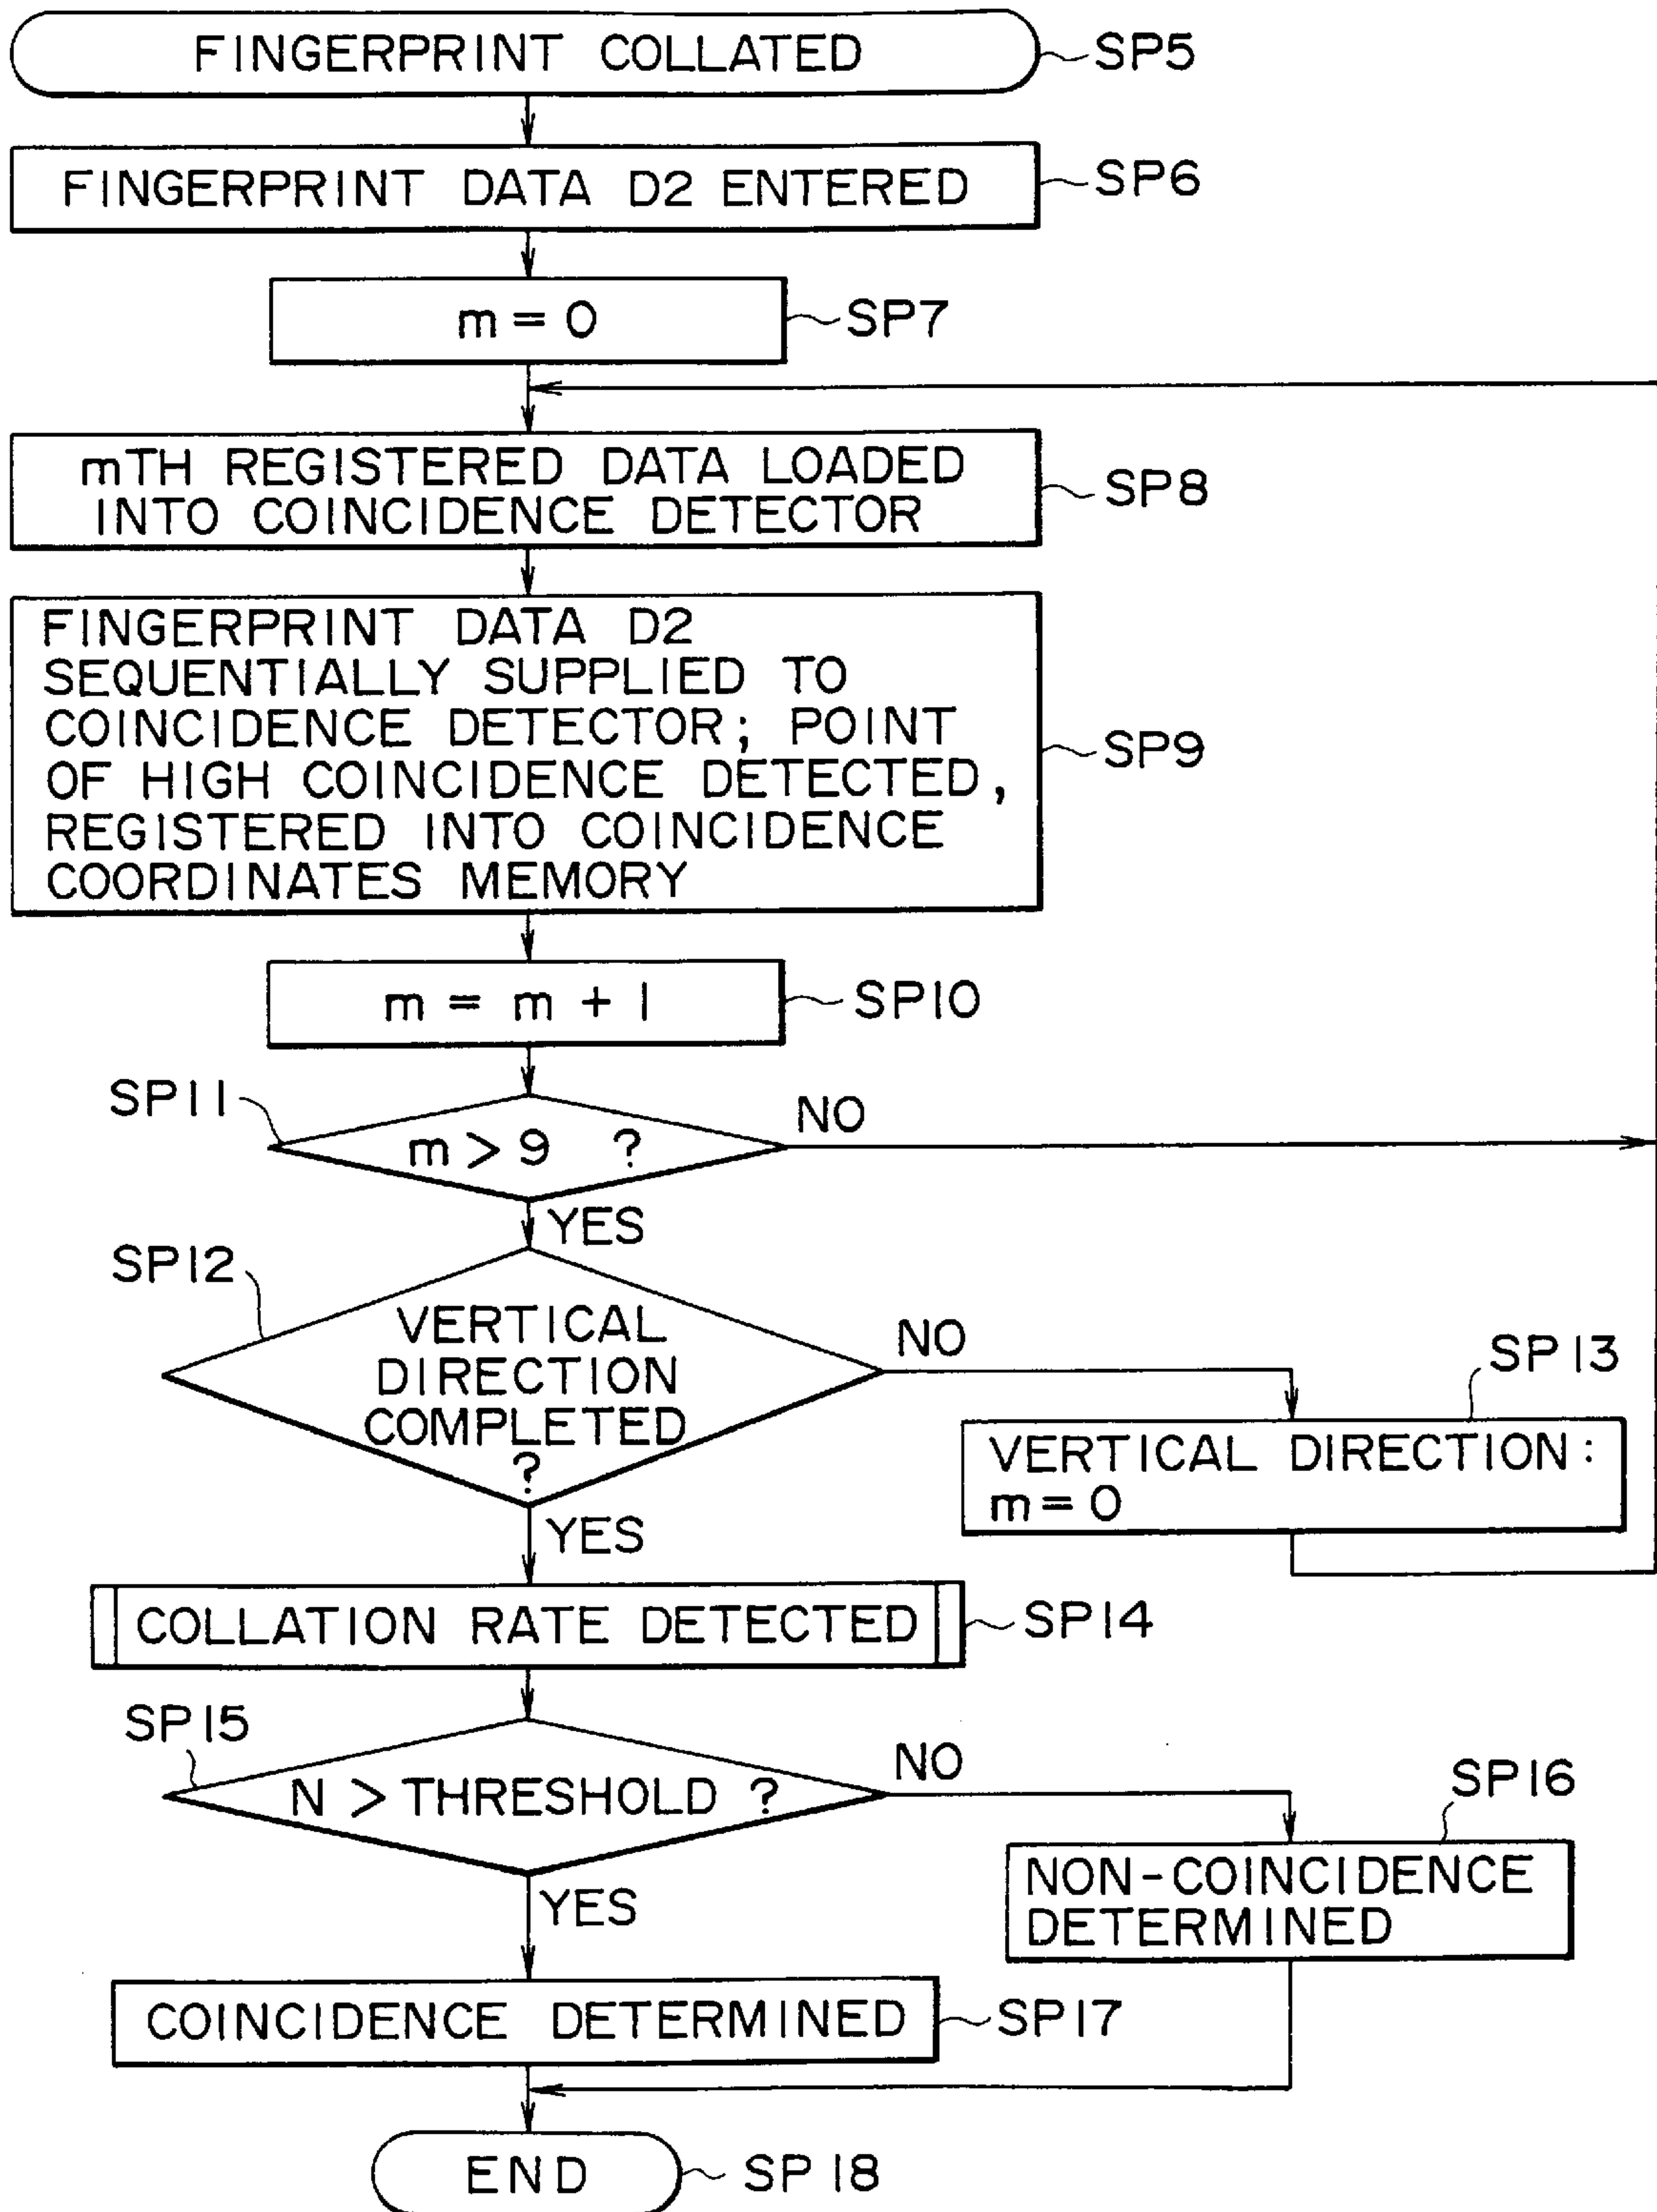 FINGERPRINT COLLATED
SP5
FINGERPRINT DATA D2 ENTERED
SP6
m = 0
SP7
mTH REGISTERED DATA LOADED
INTO COINCIDENCE DETECTOR
SP8
FINGERPRINT DATA D2
SEQUENTIALLY SUPPLIED TO
COINCIDENCE DETECTOR; POINT
OF HIGH COINCIDENCE DETECTED,
REGISTERED INTO COINCIDENCE
COORDINATES MEMORY
SP9
m = m + 1
SP10
SP11
m > 9 ?
NO
YES
SP12
VERTICAL
DIRECTION
COMPLETED
?
NO
SP13
VERTICAL DIRECTION:
m = 0
YES
COLLATION RATE DETECTED
SP14
SP15
N > THRESHOLD ?
NO
SP16
NON-COINCIDENCE
DETERMINED
YES
COINCIDENCE DETERMINED
SP17
END
SP18